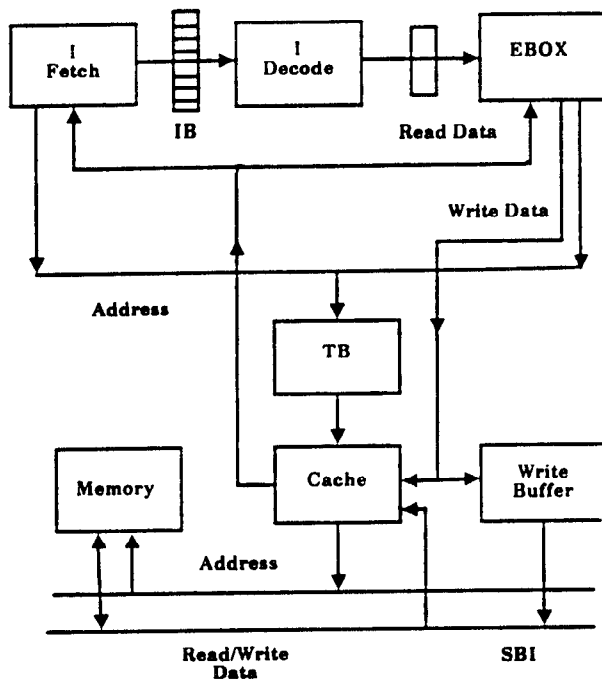 I
Fetch
I
Decode
EBOX
IB
Read Data
Write Data
Address
TB
Memory
Cache
Write
Buffer
Address
Read/Write
Data
SBI